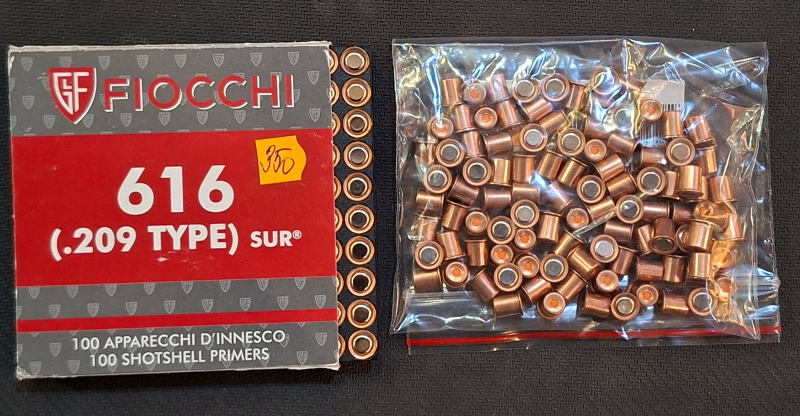 GF FIOCCHI
350
616
(.209 TYPE) SUR®
100 APPARECCHI D'INNESCO
100 SHOTSHELL PRIMERS